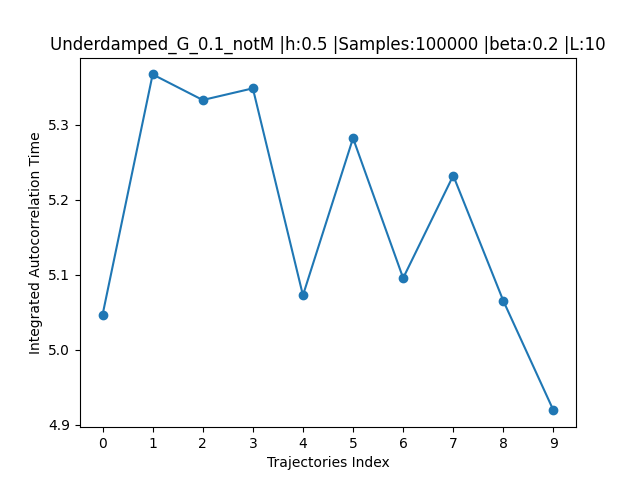 Underdamped_G_0.1_notM |h:0.5 |Samples:100000 |beta:0.2 |L:10
Integrated Autocorrelation Time
5.3
5.2
5.1
5.0
4.9
0 1 2 3 4 5 6 7 8 9
Trajectories Index